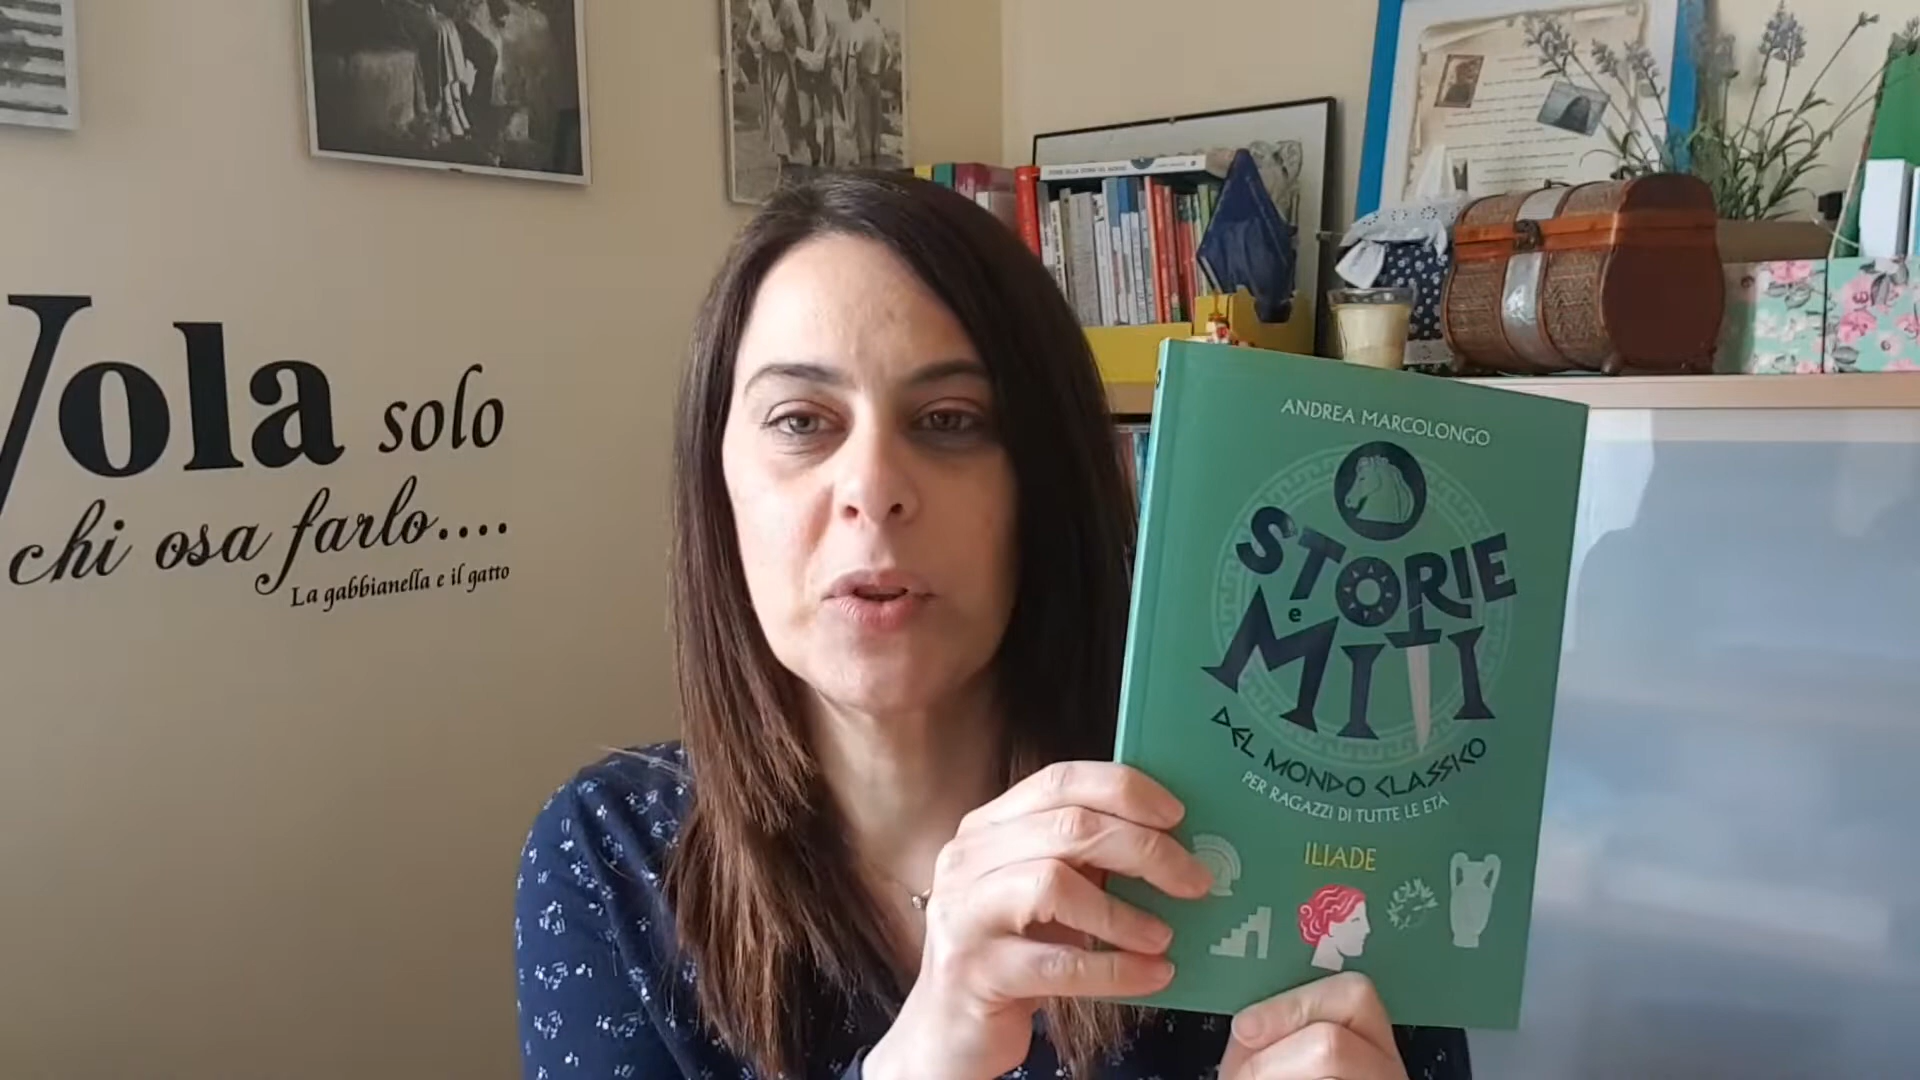 Vola solo
chi osa farlo....
La gabbianella e il gatto
ANDREA MARCOLONGO
STORIE
e
MITI
DEL MONDO CLASSICO
PER RAGAZZI DI TUTTE LE ETÀ
ILIADE